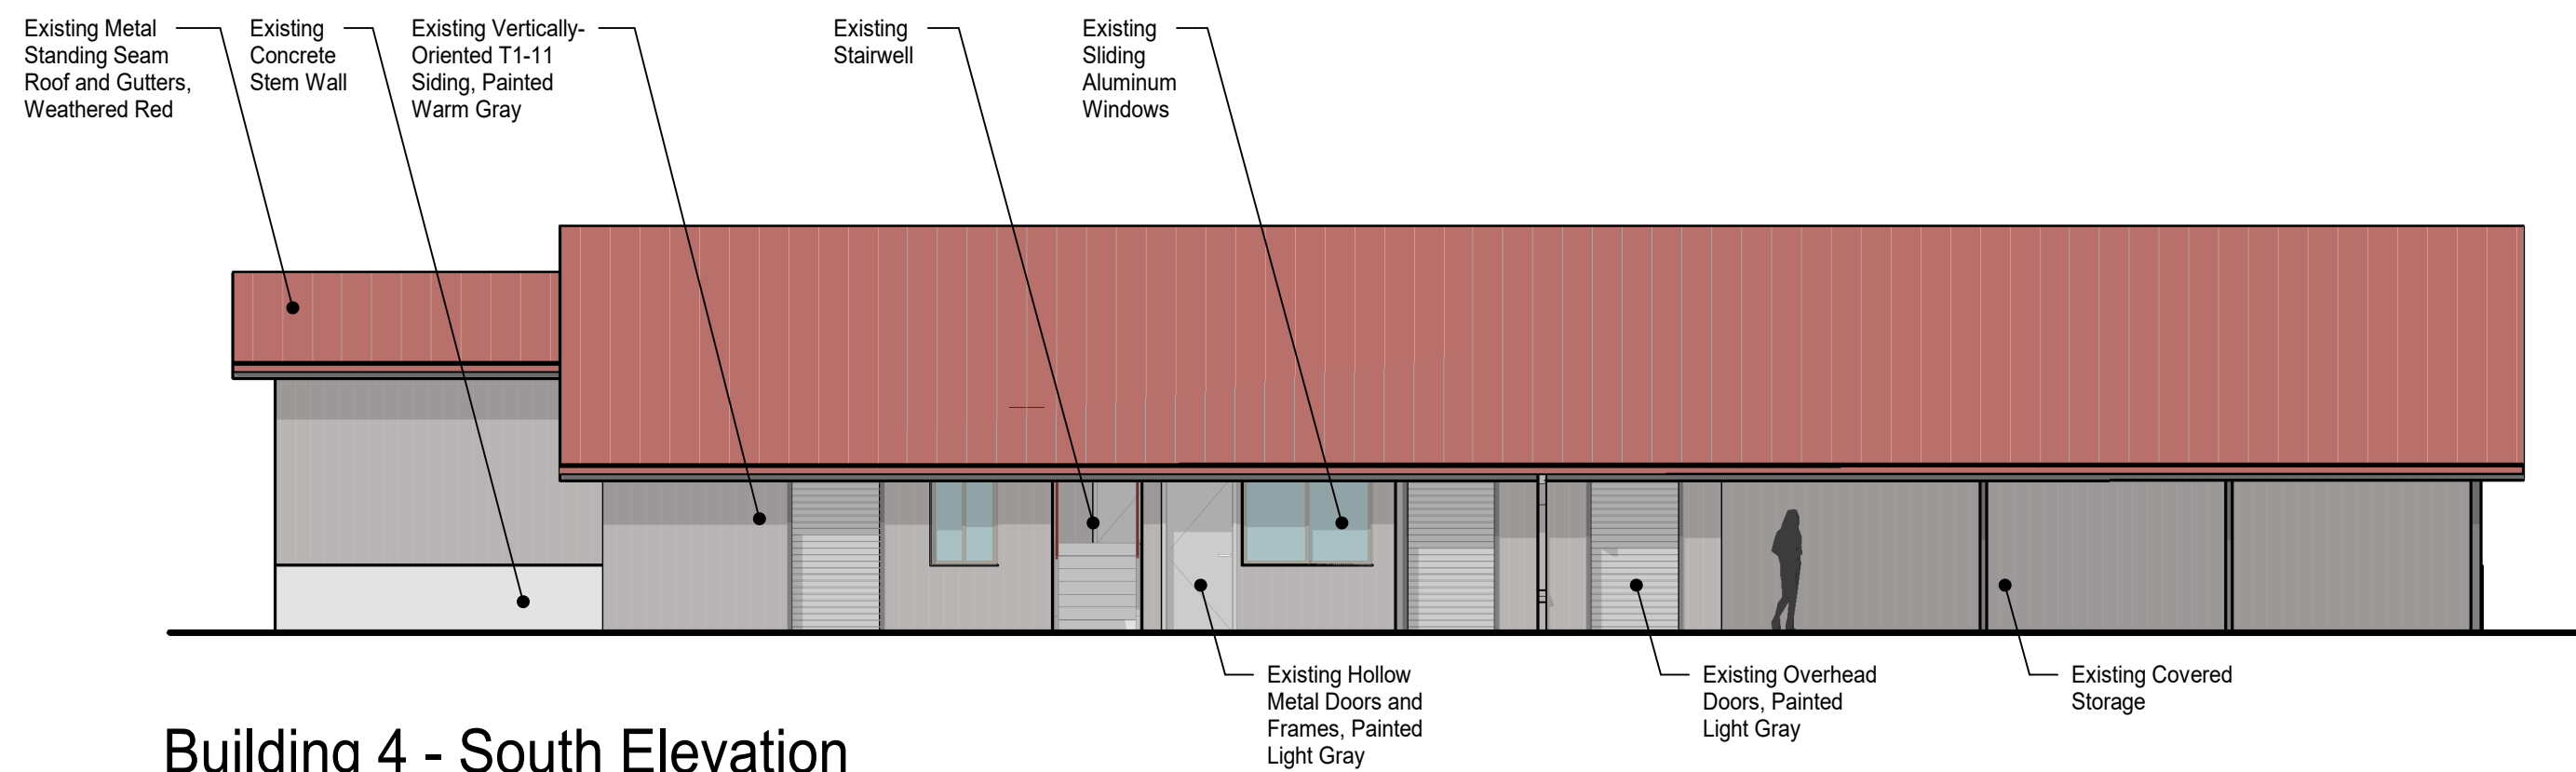 Existing Metal
Standing Seam
Roof and Gutters,
Weathered Red
Existing
Concrete
Stem Wall
Existing Vertically-
Oriented T1-11
Siding, Painted
Warm Gray
Existing
Stairwell
Existing
Sliding
Aluminum
Windows
Existing Hollow
Metal Doors and
Frames, Painted
Light Gray
Existing Overhead
Doors, Painted
Light Gray
Existing Covered
Storage
Building 4 - South Elevation